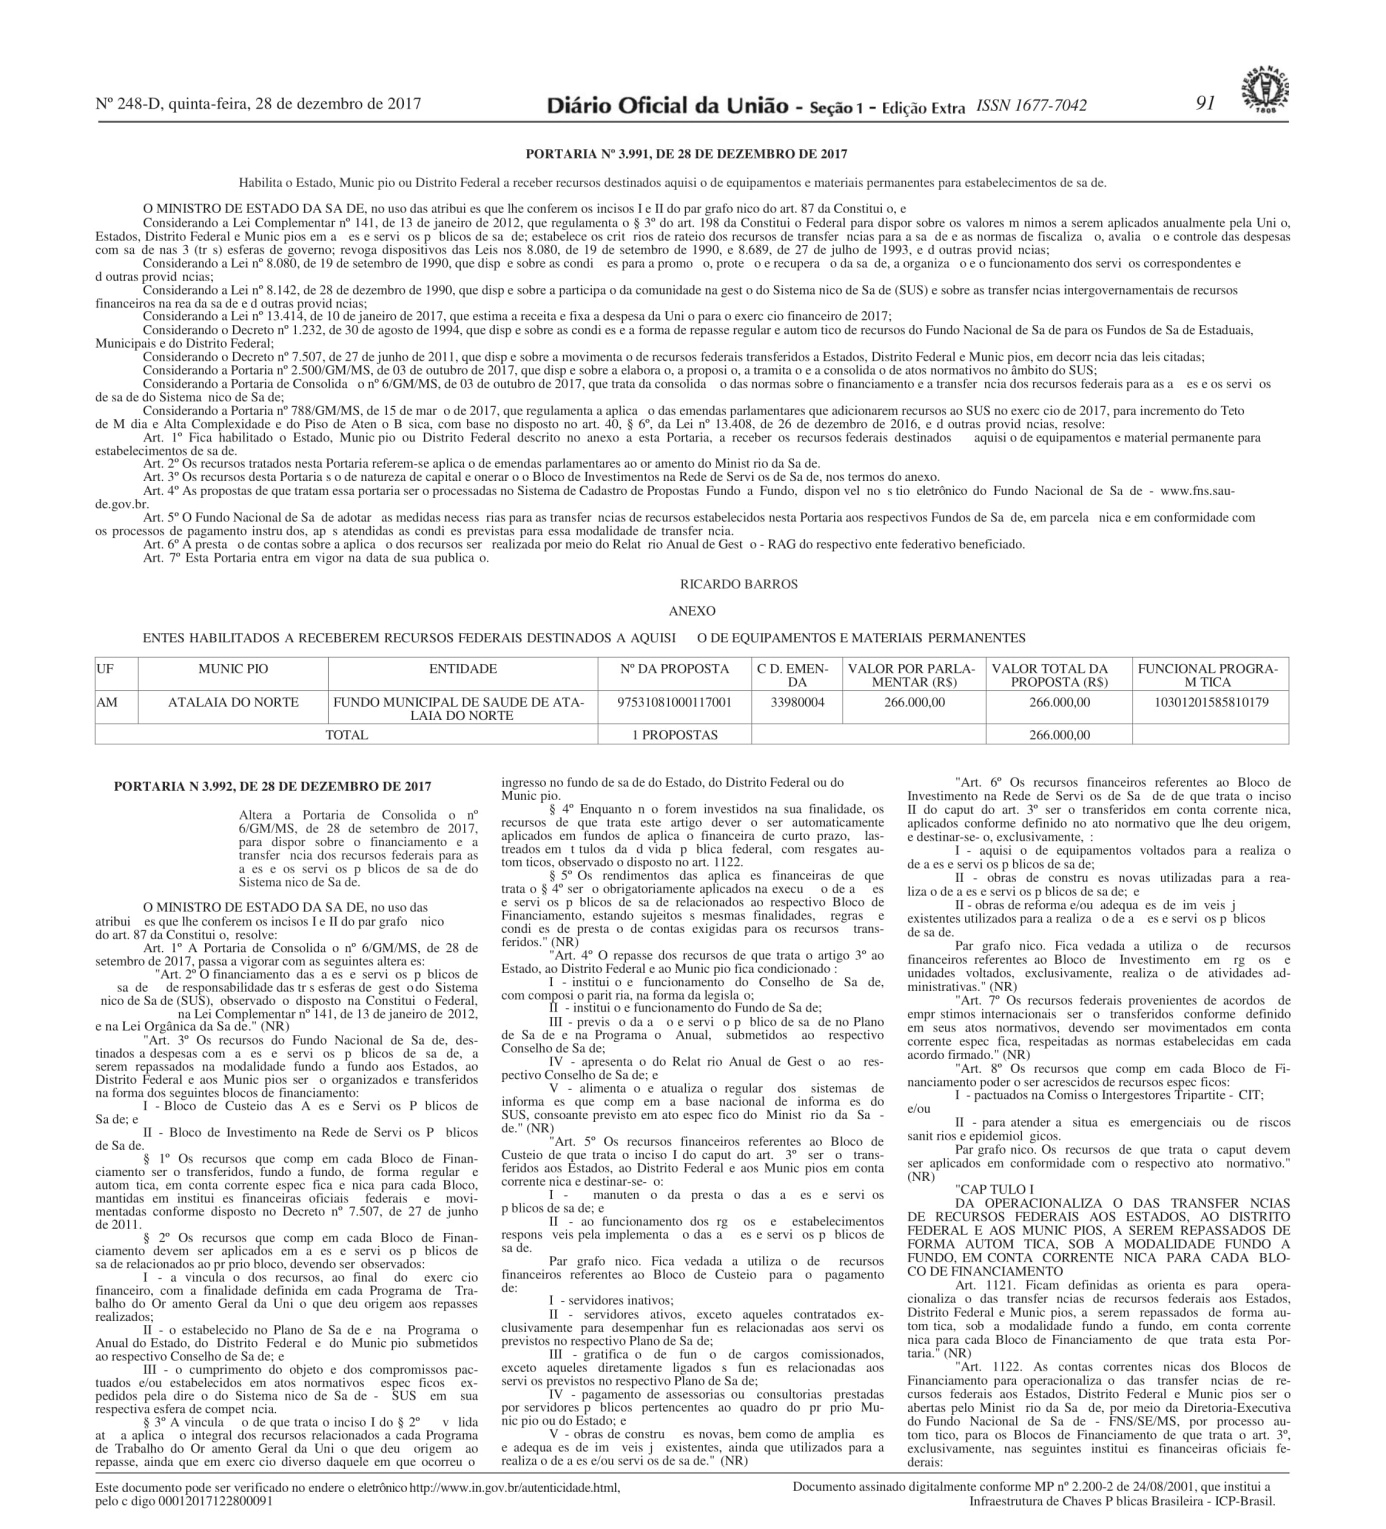 Nº 248-D, quinta-feira, 28 de dezembro de 2017
Diário Oficial da União - Seção 1 - Edição Extra ISSN 1677-7042
91
IMPRENSA NACIONAL 1808
PORTARIA Nº 3.991, DE 28 DE DEZEMBRO DE 2017
Habilita o Estado, Munic pio ou Distrito Federal a receber recursos destinados aquisi o de equipamentos e materiais permanentes para estabelecimentos de sa de.
O MINISTRO DE ESTADO DA SA DE, no uso das atribui es que lhe conferem os incisos I e II do par grafo nico do art. 87 da Constitui o, e
Considerando a Lei Complementar nº 141, de 13 de janeiro de 2012, que regulamenta o § 3º do art. 198 da Constitui o Federal para dispor sobre os valores m nimos a serem aplicados anualmente pela Uni o,
Estados, Distrito Federal e Munic pios em a es e servi os p blicos de sa de; estabelece os crit rios de rateio dos recursos de transfer ncias para a sa de e as normas de fiscaliza o, avalia o e controle das despesas
com sa de nas 3 (tr s) esferas de governo; revoga dispositivos das Leis nos 8.080, de 19 de setembro de 1990, e 8.689, de 27 de julho de 1993, e d outras provid ncias;
Considerando a Lei nº 8.080, de 19 de setembro de 1990, que disp e sobre as condi es para a promo o, prote o e recupera o da sa de, a organiza o e o funcionamento dos servi os correspondentes e
d outras provid ncias;
Considerando a Lei nº 8.142, de 28 de dezembro de 1990, que disp e sobre a participa o da comunidade na gest o do Sistema nico de Sa de (SUS) e sobre as transfer ncias intergovernamentais de recursos
financeiros na rea da sa de e d outras provid ncias;
Considerando a Lei nº 13.414, de 10 de janeiro de 2017, que estima a receita e fixa a despesa da Uni o para o exerc cio financeiro de 2017;
Considerando o Decreto nº 1.232, de 30 de agosto de 1994, que disp e sobre as condi es e a forma de repasse regular e autom tico de recursos do Fundo Nacional de Sa de para os Fundos de Sa de Estaduais,
Municipais e do Distrito Federal;
Considerando o Decreto nº 7.507, de 27 de junho de 2011, que disp e sobre a movimenta o de recursos federais transferidos a Estados, Distrito Federal e Munic pios, em decorr ncia das leis citadas;
Considerando a Portaria nº 2.500/GM/MS, de 03 de outubro de 2017, que disp e sobre a elabora o, a proposi o, a tramita o e a consolida o de atos normativos no âmbito do SUS;
Considerando a Portaria de Consolida o nº 6/GM/MS, de 03 de outubro de 2017, que trata da consolida o das normas sobre o financiamento e a transfer ncia dos recursos federais para as a es e os servi os
de sa de do Sistema nico de Sa de;
Considerando a Portaria nº 788/GM/MS, de 15 de mar o de 2017, que regulamenta a aplica o das emendas parlamentares que adicionarem recursos ao SUS no exerc cio de 2017, para incremento do Teto
de M dia e Alta Complexidade e do Piso de Aten o B sica, com base no disposto no art. 40, § 6º, da Lei nº 13.408, de 26 de dezembro de 2016, e d outras provid ncias, resolve:
Art. 1º Fica habilitado o Estado, Munic pio ou Distrito Federal descrito no anexo a esta Portaria, a receber os recursos federais destinados aquisi o de equipamentos e material permanente para
estabelecimentos de sa de.
Art. 2º Os recursos tratados nesta Portaria referem-se aplica o de emendas parlamentares ao or amento do Minist rio da Sa de.
Art. 3º Os recursos desta Portaria s o de natureza de capital e onerar o o Bloco de Investimentos na Rede de Servi os de Sa de, nos termos do anexo.
Art. 4º As propostas de que tratam essa portaria ser o processadas no Sistema de Cadastro de Propostas Fundo a Fundo, dispon vel no s tio eletrônico do Fundo Nacional de Sa de - www.fns.sau-
de.gov.br.
Art. 5º O Fundo Nacional de Sa de adotar as medidas necess rias para as transfer ncias de recursos estabelecidos nesta Portaria aos respectivos Fundos de Sa de, em parcela nica e em conformidade com
os processos de pagamento instru dos, ap s atendidas as condi es previstas para essa modalidade de transfer ncia.
Art. 6º A presta o de contas sobre a aplica o dos recursos ser realizada por meio do Relat rio Anual de Gest o - RAG do respectivo ente federativo beneficiado.
Art. 7º Esta Portaria entra em vigor na data de sua publica o.
RICARDO BARROS
ANEXO
ENTES HABILITADOS A RECEBEREM RECURSOS FEDERAIS DESTINADOS A AQUISI O DE EQUIPAMENTOS E MATERIAIS PERMANENTES
UF MUNIC PIO ENTIDADE Nº DA PROPOSTA C D. EMEN- VALOR POR PARLA- VALOR TOTAL DA FUNCIONAL PROGRA-
DA MENTAR (R$) PROPOSTA (R$) M TICA
AM ATALAIA DO NORTE FUNDO MUNICIPAL DE SAUDE DE ATA- 97531081000117001 33980004 266.000,00 266.000,00 10301201585810179
LAIA DO NORTE
TOTAL 1 PROPOSTAS 266.000,00
PORTARIA N 3.992, DE 28 DE DEZEMBRO DE 2017
Altera a Portaria de Consolida o nº
6/GM/MS, de 28 de setembro de 2017,
para dispor sobre o financiamento e a
transfer ncia dos recursos federais para as
a es e os servi os p blicos de sa de do
Sistema nico de Sa de.
O MINISTRO DE ESTADO DA SA DE, no uso das
atribui es que lhe conferem os incisos I e II do par grafo nico
do art. 87 da Constitui o, resolve:
Art. 1º A Portaria de Consolida o nº 6/GM/MS, de 28 de
setembro de 2017, passa a vigorar com as seguintes altera es:
"Art. 2º O financiamento das a es e servi os p blicos de
sa de de responsabilidade das tr s esferas de gest o do Sistema
nico de Sa de (SUS), observado o disposto na Constitui o Federal,
na Lei Complementar nº 141, de 13 de janeiro de 2012,
e na Lei Orgânica da Sa de." (NR)
"Art. 3º Os recursos do Fundo Nacional de Sa de, des-
tinados a despesas com a es e servi os p blicos de sa de, a
serem repassados na modalidade fundo a fundo aos Estados, ao
Distrito Federal e aos Munic pios ser o organizados e transferidos
na forma dos seguintes blocos de financiamento:
I - Bloco de Custeio das A es e Servi os P blicos de
Sa de; e
II - Bloco de Investimento na Rede de Servi os P blicos
de Sa de.
§ 1º Os recursos que comp em cada Bloco de Finan-
ciamento ser o transferidos, fundo a fundo, de forma regular e
autom tica, em conta corrente espec fica e nica para cada Bloco,
mantidas em institui es financeiras oficiais federais e movi-
mentadas conforme disposto no Decreto nº 7.507, de 27 de junho
de 2011.
§ 2º Os recursos que comp em cada Bloco de Finan-
ciamento devem ser aplicados em a es e servi os p blicos de
sa de relacionados ao pr prio bloco, devendo ser observados:
I - a vincula o dos recursos, ao final do exerc cio
financeiro, com a finalidade definida em cada Programa de Tra-
balho do Or amento Geral da Uni o que deu origem aos repasses
realizados;
II - o estabelecido no Plano de Sa de e na Programa o
Anual do Estado, do Distrito Federal e do Munic pio submetidos
ao respectivo Conselho de Sa de; e
III - o cumprimento do objeto e dos compromissos pac-
tuados e/ou estabelecidos em atos normativos espec ficos ex-
pedidos pela dire o do Sistema nico de Sa de - SUS em sua
respectiva esfera de compet ncia.
§ 3º A vincula o de que trata o inciso I do § 2º v lida
at a aplica o integral dos recursos relacionados a cada Programa
de Trabalho do Or amento Geral da Uni o que deu origem ao
repasse, ainda que em exerc cio diverso daquele em que ocorreu o
ingresso no fundo de sa de do Estado, do Distrito Federal ou do
Munic pio.
§ 4º Enquanto n o forem investidos na sua finalidade, os
recursos de que trata este artigo dever o ser automaticamente
aplicados em fundos de aplica o financeira de curto prazo, las-
treados em t tulos da d vida p blica federal, com resgates au-
tom ticos, observado o disposto no art. 1122.
§ 5º Os rendimentos das aplica es financeiras de que
trata o § 4º ser o obrigatoriamente aplicados na execu o de a es
e servi os p blicos de sa de relacionados ao respectivo Bloco de
Financiamento, estando sujeitos s mesmas finalidades, regras e
condi es de presta o de contas exigidas para os recursos trans-
feridos." (NR)
"Art. 4º O repasse dos recursos de que trata o artigo 3º ao
Estado, ao Distrito Federal e ao Munic pio fica condicionado :
I - institui o e funcionamento do Conselho de Sa de,
com composi o parit ria, na forma da legisla o;
II - institui o e funcionamento do Fundo de Sa de;
III - previs o da a o e servi o p blico de sa de no Plano
de Sa de e na Programa o Anual, submetidos ao respectivo
Conselho de Sa de;
IV - apresenta o do Relat rio Anual de Gest o ao res-
pectivo Conselho de Sa de; e
V - alimenta o e atualiza o regular dos sistemas de
informa es que comp em a base nacional de informa es do
SUS, consoante previsto em ato espec fico do Minist rio da Sa -
de." (NR)
"Art. 5º Os recursos financeiros referentes ao Bloco de
Custeio de que trata o inciso I do caput do art. 3º ser o trans-
feridos aos Estados, ao Distrito Federal e aos Munic pios em conta
corrente nica e destinar-se- o:
I - manuten o da presta o das a es e servi os
p blicos de sa de; e
II - ao funcionamento dos rg os e estabelecimentos
respons veis pela implementa o das a es e servi os p blicos de
sa de.
Par grafo nico. Fica vedada a utiliza o de recursos
financeiros referentes ao Bloco de Custeio para o pagamento
de:
I - servidores inativos;
II - servidores ativos, exceto aqueles contratados ex-
clusivamente para desempenhar fun es relacionadas aos servi os
previstos no respectivo Plano de Sa de;
III - gratifica o de fun o de cargos comissionados,
exceto aqueles diretamente ligados s fun es relacionadas aos
servi os previstos no respectivo Plano de Sa de;
IV - pagamento de assessorias ou consultorias prestadas
por servidores p blicos pertencentes ao quadro do pr prio Mu-
nic pio ou do Estado; e
V - obras de constru es novas, bem como de amplia es
e adequa es de im veis j existentes, ainda que utilizados para a
realiza o de a es e/ou servi os de sa de." (NR)
"Art. 6º Os recursos financeiros referentes ao Bloco de
Investimento na Rede de Servi os de Sa de de que trata o inciso
II do caput do art. 3º ser o transferidos em conta corrente nica,
aplicados conforme definido no ato normativo que lhe deu origem,
e destinar-se- o, exclusivamente, :
I - aquisi o de equipamentos voltados para a realiza o
de a es e servi os p blicos de sa de;
II - obras de constru es novas utilizadas para a rea-
liza o de a es e servi os p blicos de sa de; e
II - obras de reforma e/ou adequa es de im veis j
existentes utilizados para a realiza o de a es e servi os p blicos
de sa de.
Par grafo nico. Fica vedada a utiliza o de recursos
financeiros referentes ao Bloco de Investimento em rg os e
unidades voltados, exclusivamente, realiza o de atividades ad-
ministrativas." (NR)
"Art. 7º Os recursos federais provenientes de acordos de
empr stimos internacionais ser o transferidos conforme definido
em seus atos normativos, devendo ser movimentados em conta
corrente espec fica, respeitadas as normas estabelecidas em cada
acordo firmado." (NR)
"Art. 8º Os recursos que comp em cada Bloco de Fi-
nanciamento poder o ser acrescidos de recursos espec ficos:
I - pactuados na Comiss o Intergestores Tripartite - CIT;
e/ou
II - para atender a situa es emergenciais ou de riscos
sanit rios e epidemiol gicos.
Par grafo nico. Os recursos de que trata o caput devem
ser aplicados em conformidade com o respectivo ato normativo."
(NR)
"CAP TULO I
DA OPERACIONALIZA O DAS TRANSFER NCIAS
DE RECURSOS FEDERAIS AOS ESTADOS, AO DISTRITO
FEDERAL E AOS MUNIC PIOS, A SEREM REPASSADOS DE
FORMA AUTOM TICA, SOB A MODALIDADE FUNDO A
FUNDO, EM CONTA CORRENTE NICA PARA CADA BLO-
CO DE FINANCIAMENTO
Art. 1121. Ficam definidas as orienta es para opera-
cionaliza o das transfer ncias de recursos federais aos Estados,
Distrito Federal e Munic pios, a serem repassados de forma au-
tom tica, sob a modalidade fundo a fundo, em conta corrente
nica para cada Bloco de Financiamento de que trata esta Por-
taria." (NR)
"Art. 1122. As contas correntes nicas dos Blocos de
Financiamento para operacionaliza o das transfer ncias de re-
cursos federais aos Estados, Distrito Federal e Munic pios ser o
abertas pelo Minist rio da Sa de, por meio da Diretoria-Executiva
do Fundo Nacional de Sa de - FNS/SE/MS, por processo au-
tom tico, para os Blocos de Financiamento de que trata o art. 3º,
exclusivamente, nas seguintes institui es financeiras oficiais fe-
derais:
Este documento pode ser verificado no endere o eletrônico http://www.in.gov.br/autenticidade.html,
pelo c digo 00012017122800091
Documento assinado digitalmente conforme MP nº 2.200-2 de 24/08/2001, que institui a
Infraestrutura de Chaves P blicas Brasileira - ICP-Brasil.